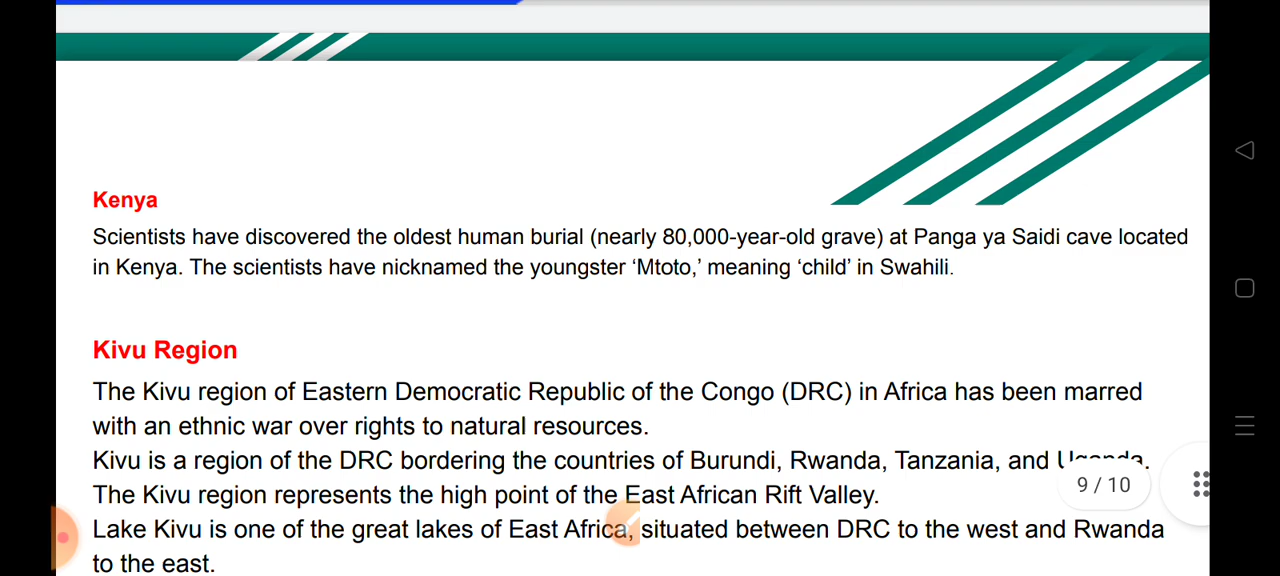 Kenya
Scientists have discovered the oldest human burial (nearly 80,000-year-old grave) at Panga ya Saidi cave located
in Kenya. The scientists have nicknamed the youngster ‘Mtoto,’ meaning ‘child’ in Swahili.
Kivu Region
The Kivu region of Eastern Democratic Republic of the Congo (DRC) in Africa has been marred
with an ethnic war over rights to natural resources.
Kivu is a region of the DRC bordering the countries of Burundi, Rwanda, Tanzania, and Uganda.
The Kivu region represents the high point of the East African Rift Valley.
9 / 10
Lake Kivu is one of the great lakes of East Africa, situated between DRC to the west and Rwanda
to the east.